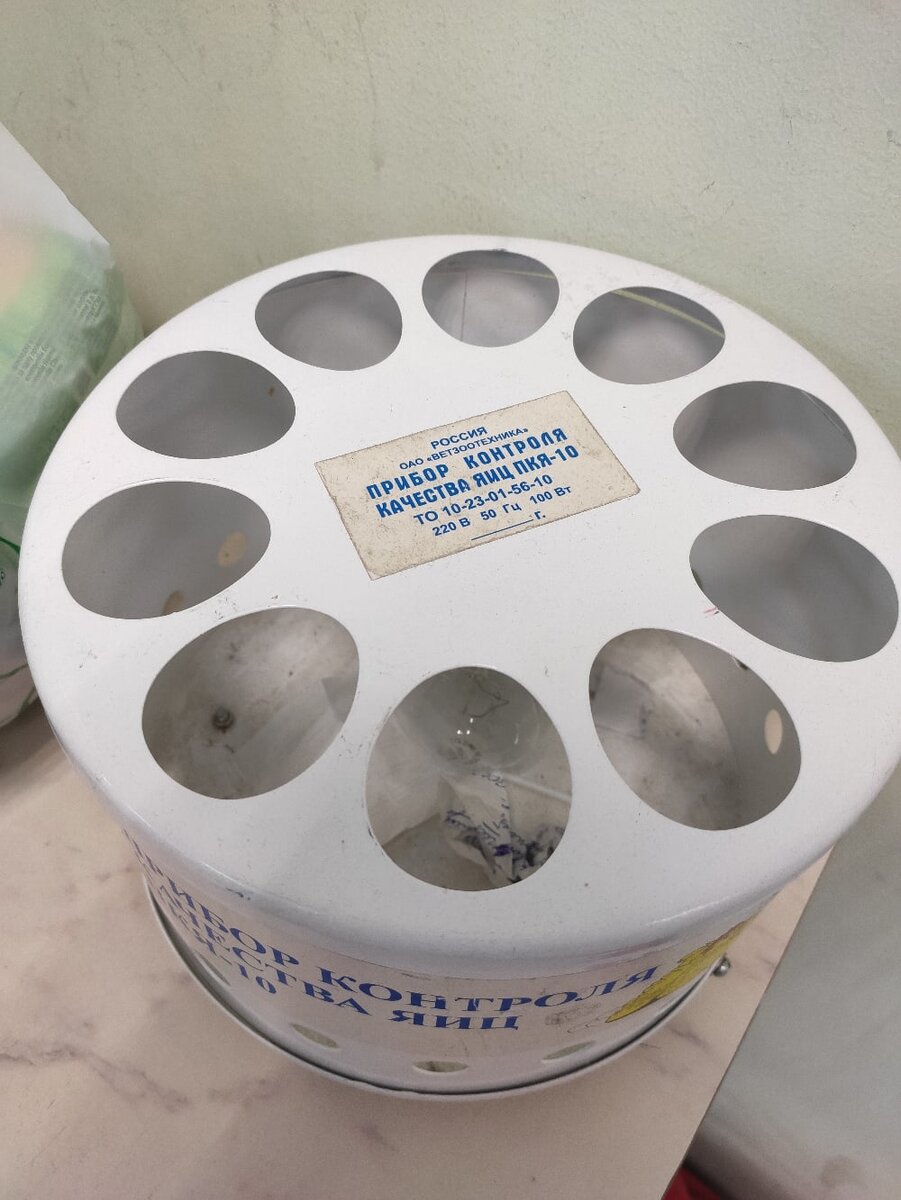 РОССИЯ
ОАО «ВЕТЗООТЕХНИКА»
ПРИБОР КОНТРОЛЯ
КАЧЕСТВА ЯИЦ ПКЯ-10
ТО 10-23-01-56-10
220 В 50 Гц 100 Вт
______ г.
ПРИБОР КОНТРОЛЯ
КАЧЕСТВА ЯИЦ